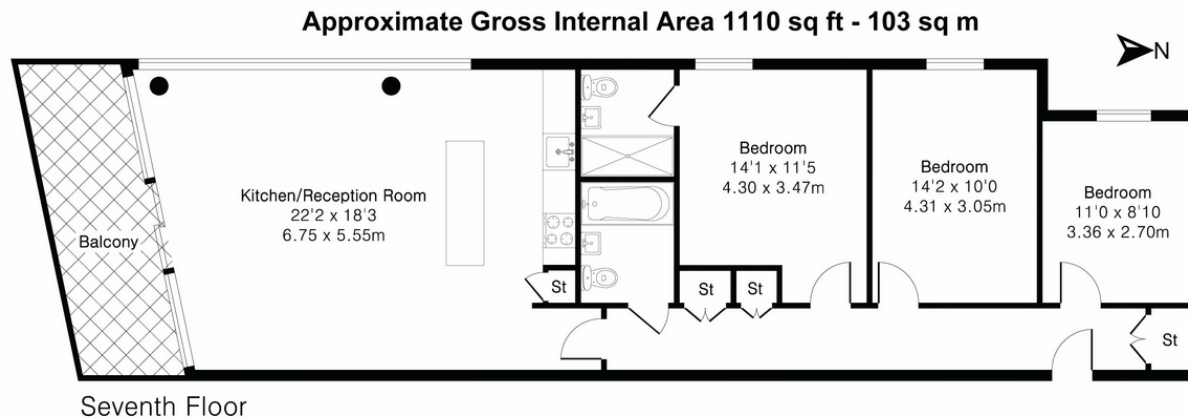 Approximate Gross Internal Area 1110 sq ft - 103 sq m
N
Bedroom
14'1 x 11'5
4.30 x 3.47m
Bedroom
14'2 x 10'0
4.31 x 3.05m
Bedroom
11'0 x 8'10
3.36 x 2.70m
Kitchen/Reception Room
22'2 x 18'3
6.75 x 5.55m
Balcony
St
St
St
St
Seventh Floor